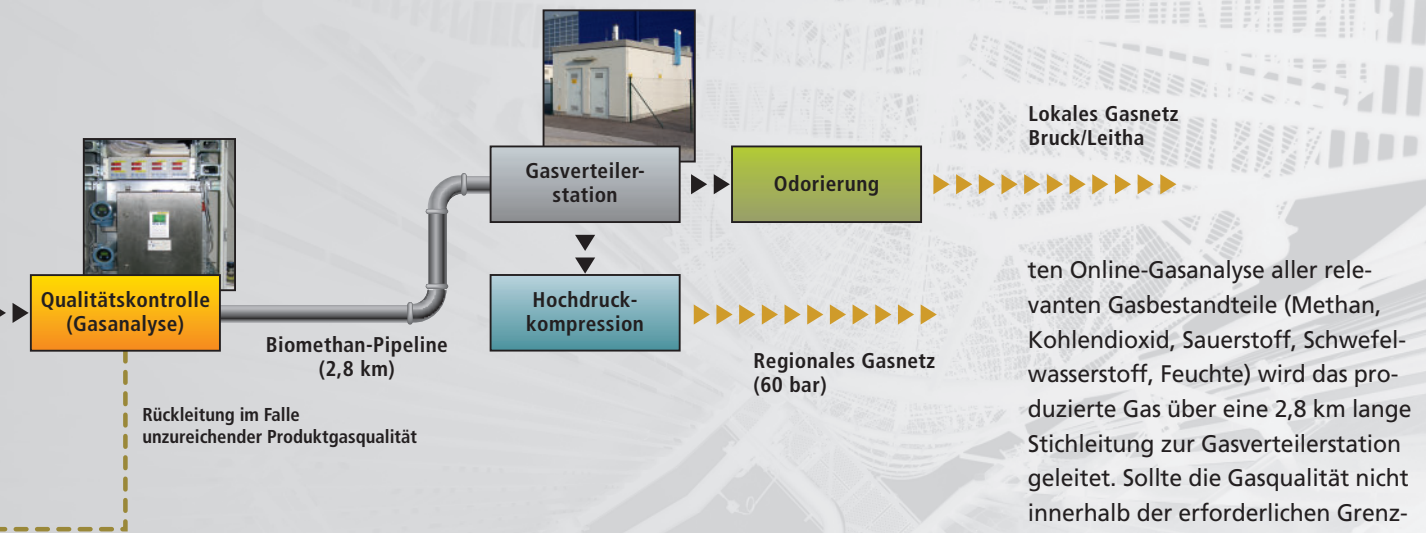 Qualitätskontrolle
(Gasanalyse)
Biomethan-Pipeline
(2,8 km)
Rückleitung im Falle
unzureichender Produktgasqualität
Gasverteiler-
station
Odorierung
Lokales Gasnetz
Bruck/Leitha
Hochdruck-
kompression
Regionales Gasnetz
(60 bar)
ten Online-Gasanalyse aller rele-
vanten Gasbestandteile (Methan,
Kohlendioxid, Sauerstoff, Schwefel-
wasserstoff, Feuchte) wird das pro-
duzierte Gas über eine 2,8 km lange
Stichleitung zur Gasverteilerstation
geleitet. Sollte die Gasqualität nicht
innerhalb der erforderlichen Grenz-